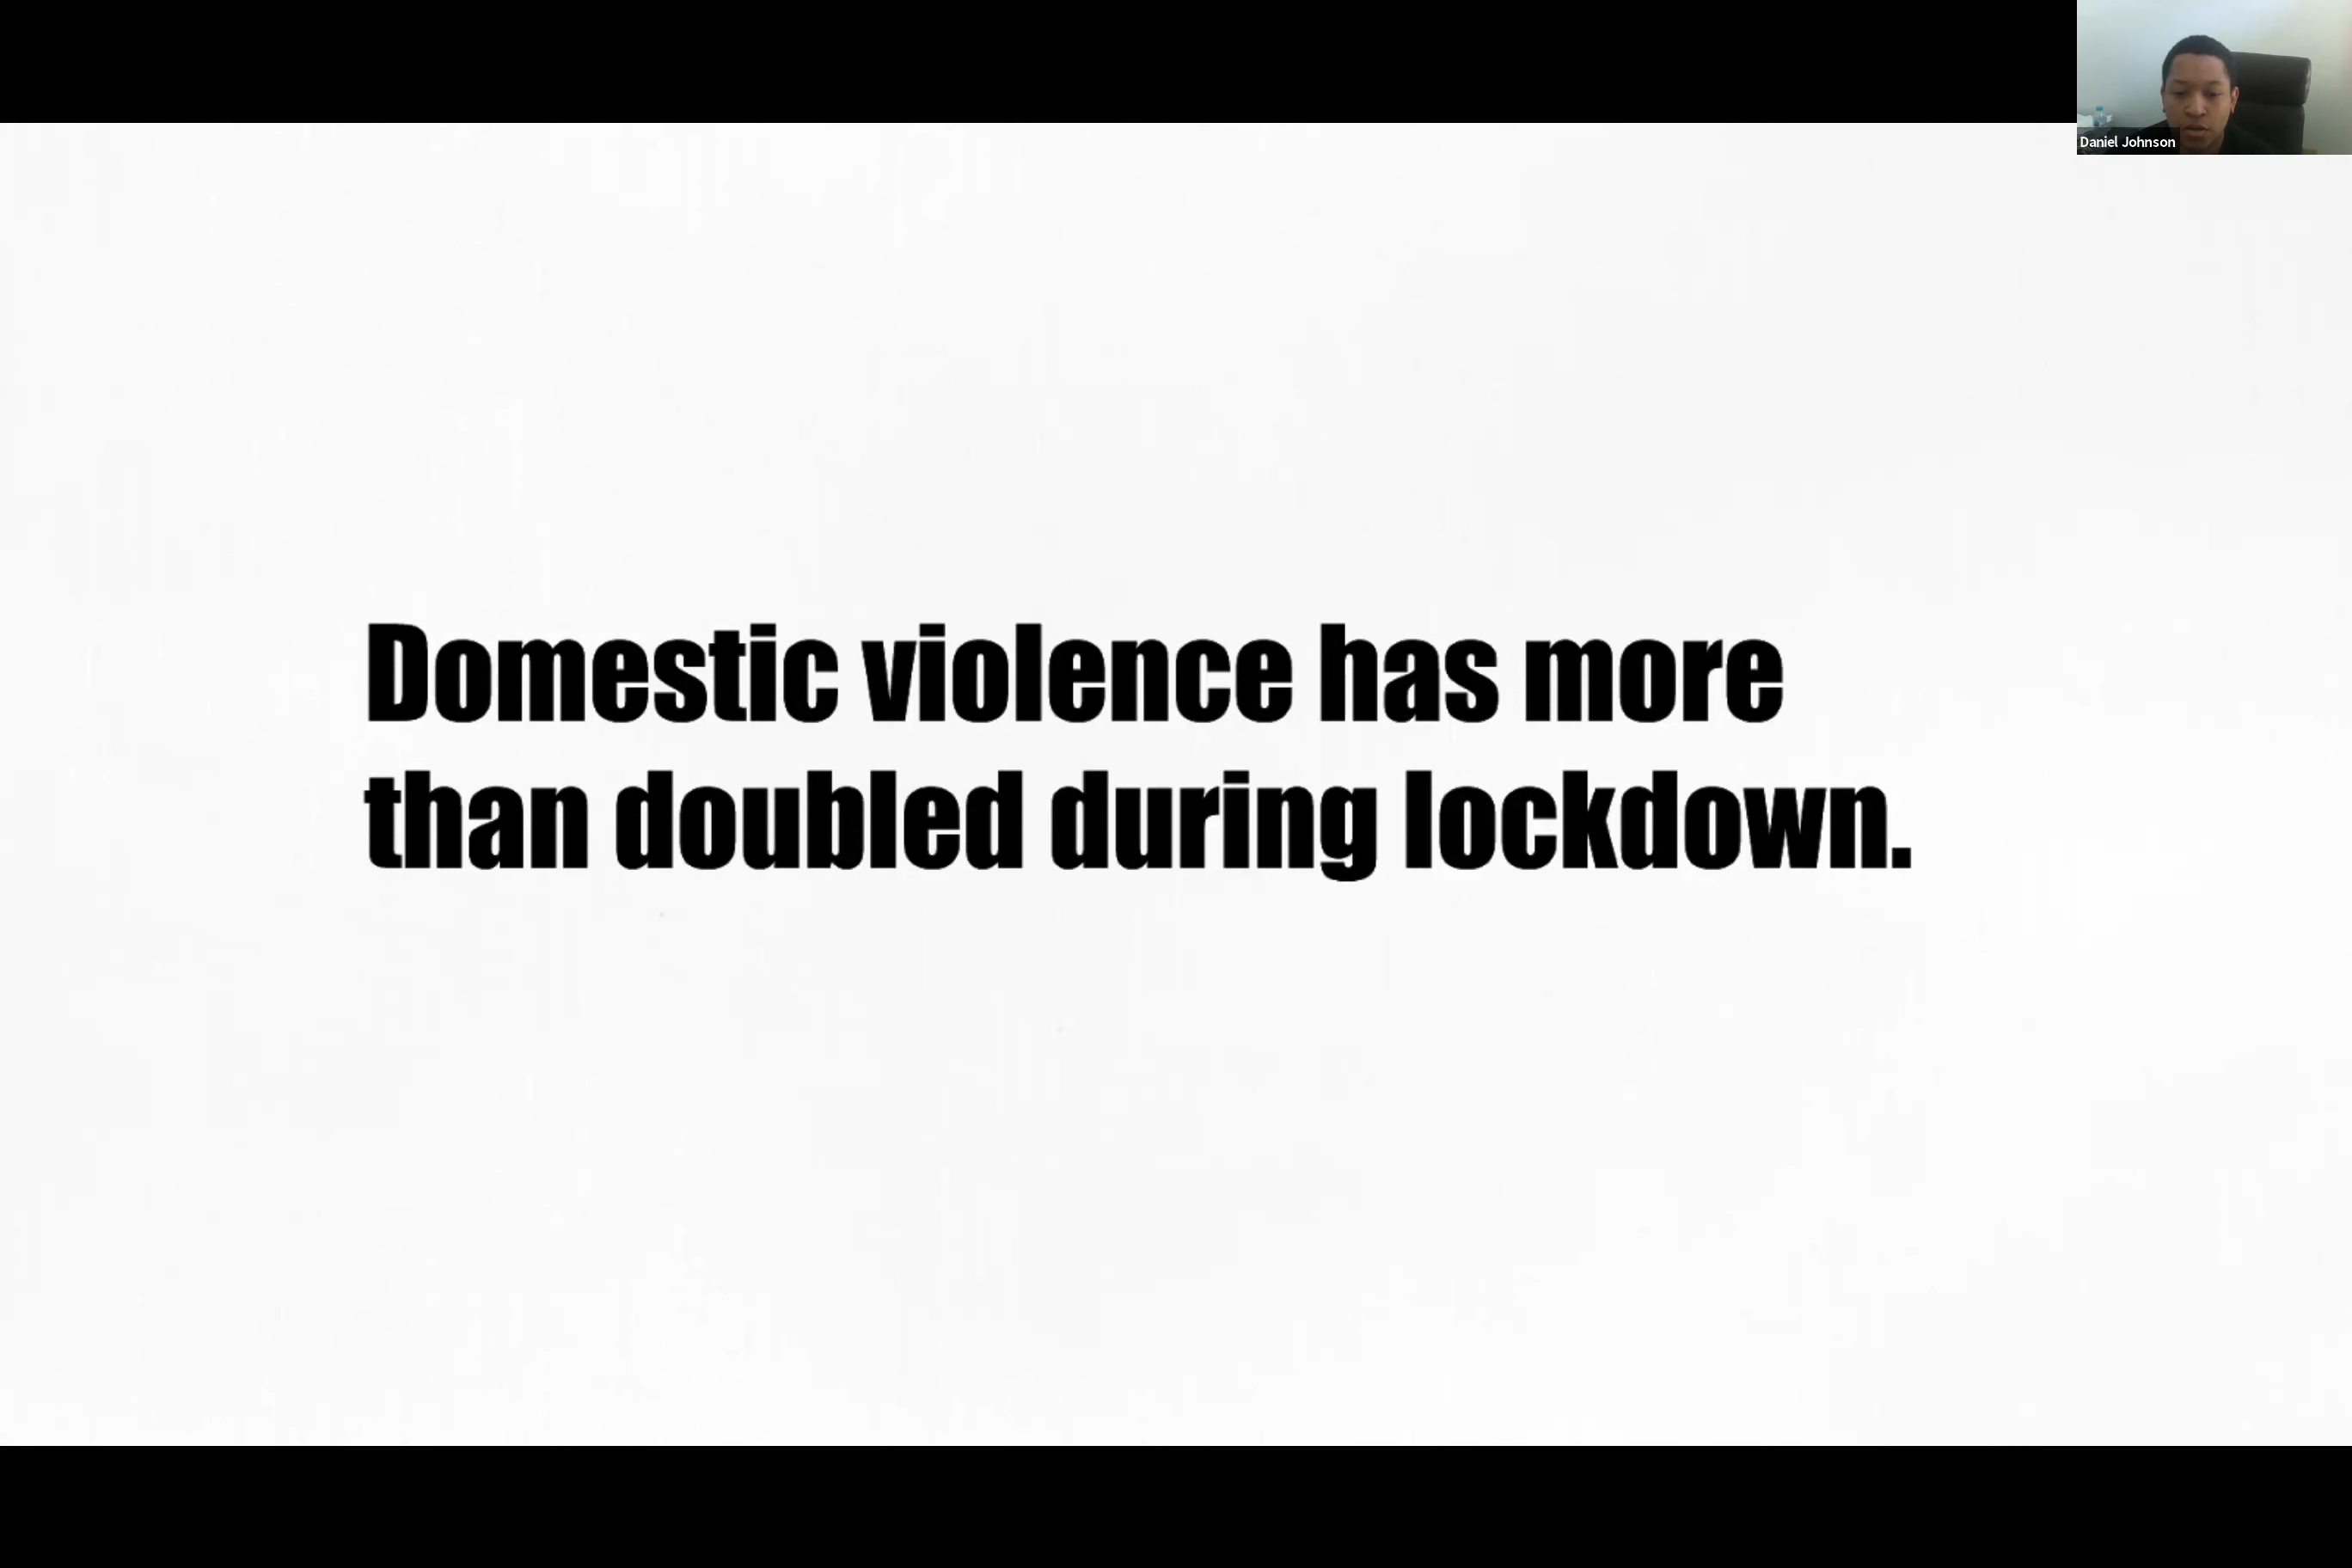 Daniel Johnson
Domestic violence has more
than doubled during lockdown.